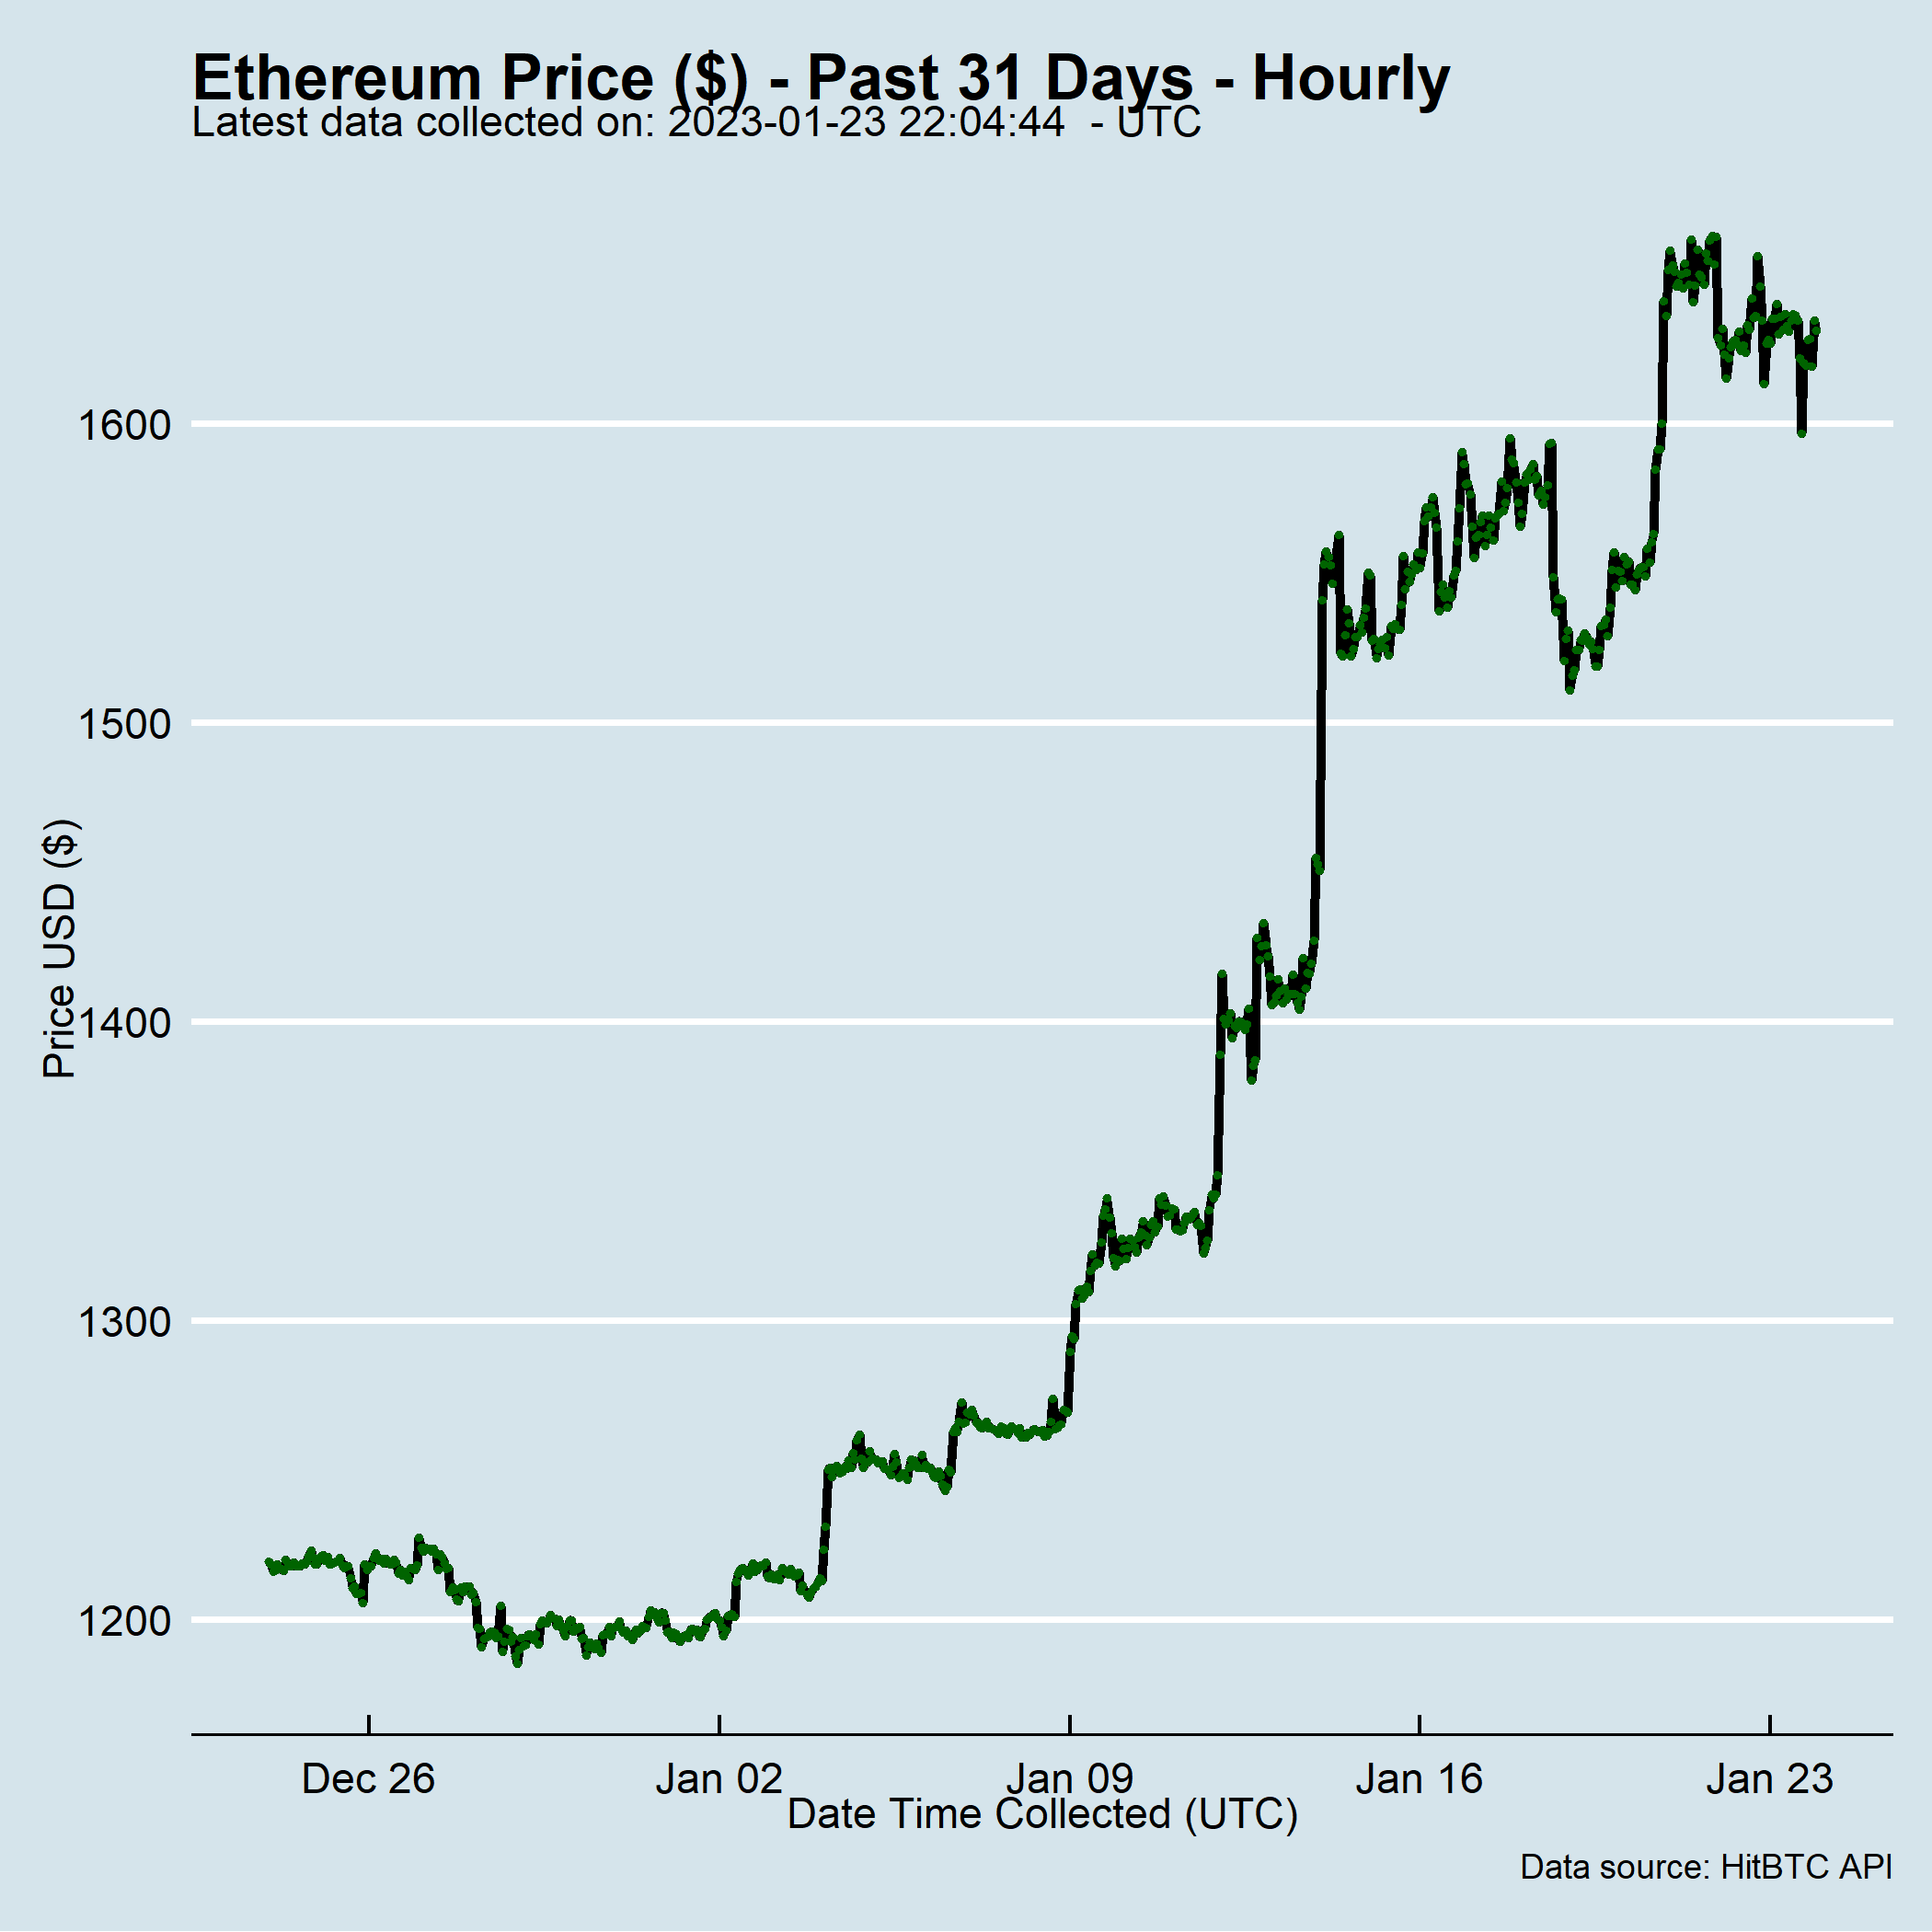 Ethereum Price ($) - Past 31 Days - Hourly
Latest data collected on: 2023-01-23 22:04:44  - UTC
Price USD ($)
1600
1500
1400
1300
1200
Dec 26
Jan 02
Jan 09
Jan 16
Jan 23
Date Time Collected (UTC)
Data source: HitBTC API